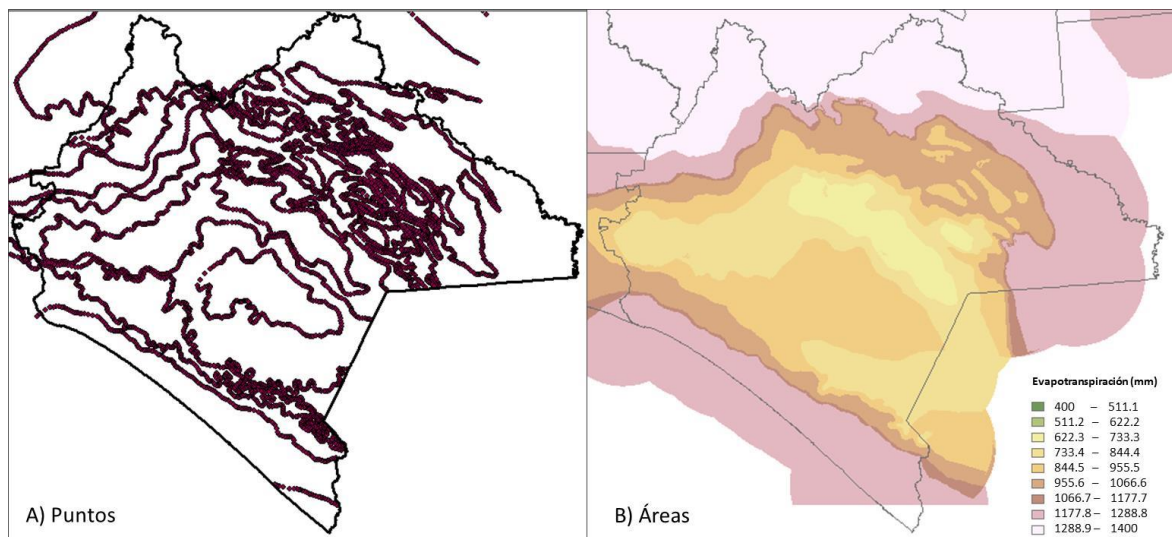 A) Puntos
B) Áreas
Evapotranspiración (mm)
400 – 511.1
511.2 – 622.2
622.3 – 733.3
733.4 – 844.4
844.5 – 955.5
955.6 – 1066.6
1066.7 – 1177.7
1177.8 – 1288.8
1288.9 – 1400